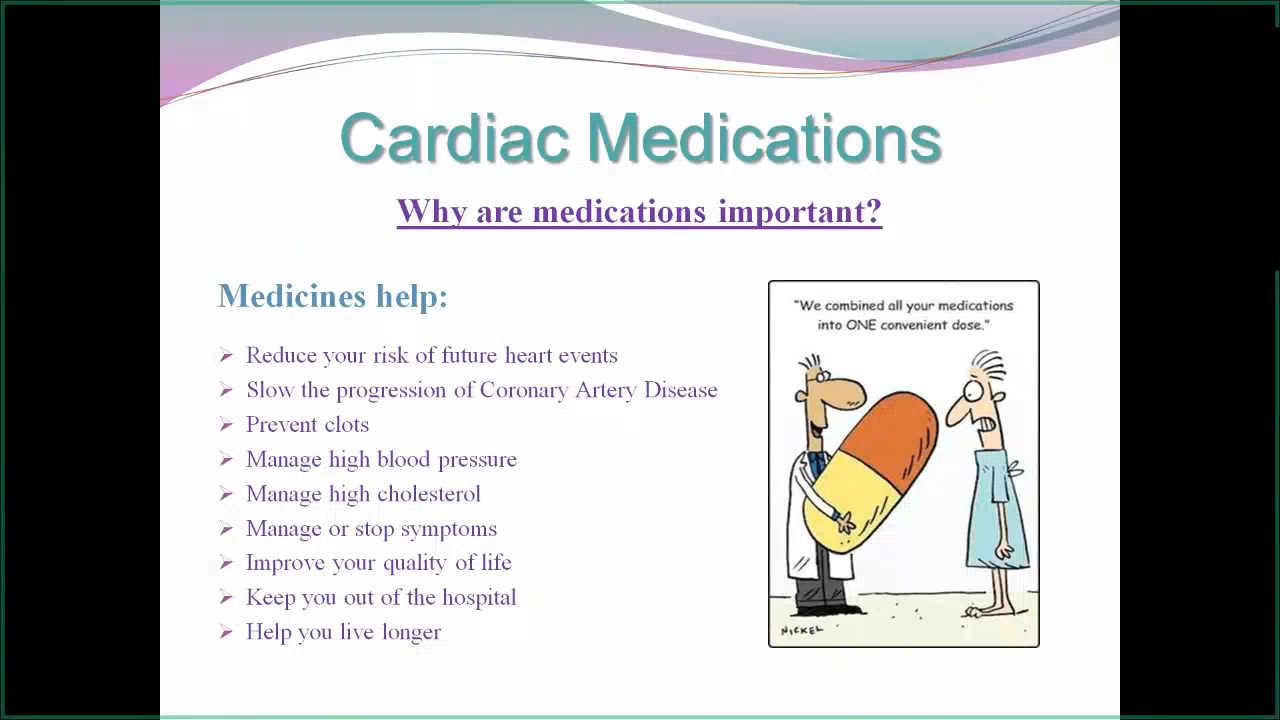 Cardiac Medications
Why are medications important?
Medicines help:
Reduce your risk of future heart events
Slow the progression of Coronary Artery Disease
Prevent clots
Manage high blood pressure
Manage high cholesterol
Manage or stop symptoms
Improve your quality of life
Keep you out of the hospital
Help you live longer
"We combined all your medications
into ONE convenient dose."
NICKEL